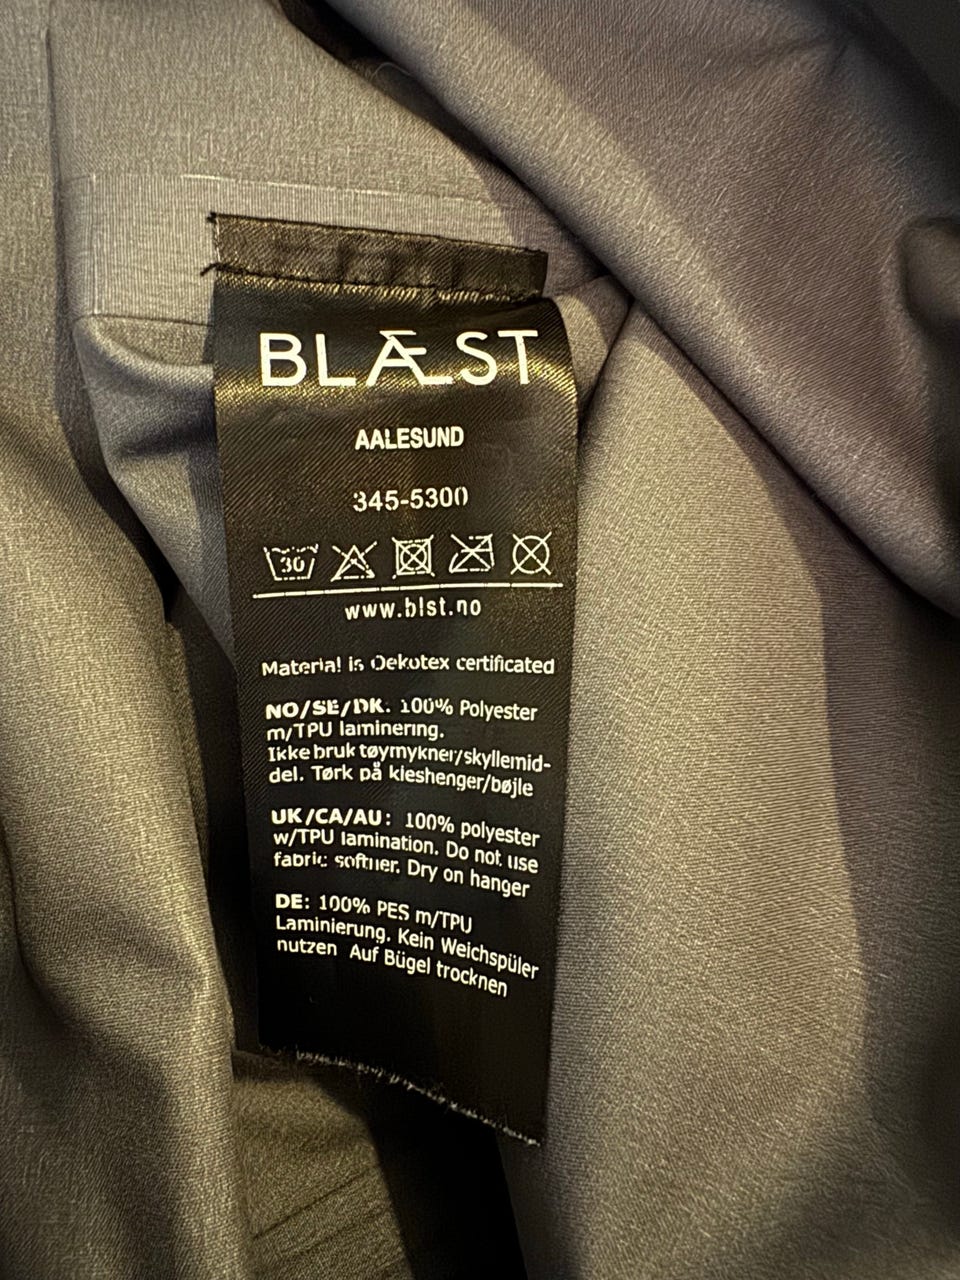 BLÆST
AALESUND
345-5300
30
www.blst.no
Material is Oekotex certificated
NO/SE/DK. 100% Polyester
m/TPU laminering.
Ikke bruk tøymykner/skyllemid-
del. Tørk på kleshenger/bøjle
UK/CA/AU: 100% polyester
w/TPU lamination. Do not use
fabric softner. Dry on hanger
DE: 100% PES m/TPU
Laminierung. Kein Weichspüler
nutzen Auf Bügel trocknen